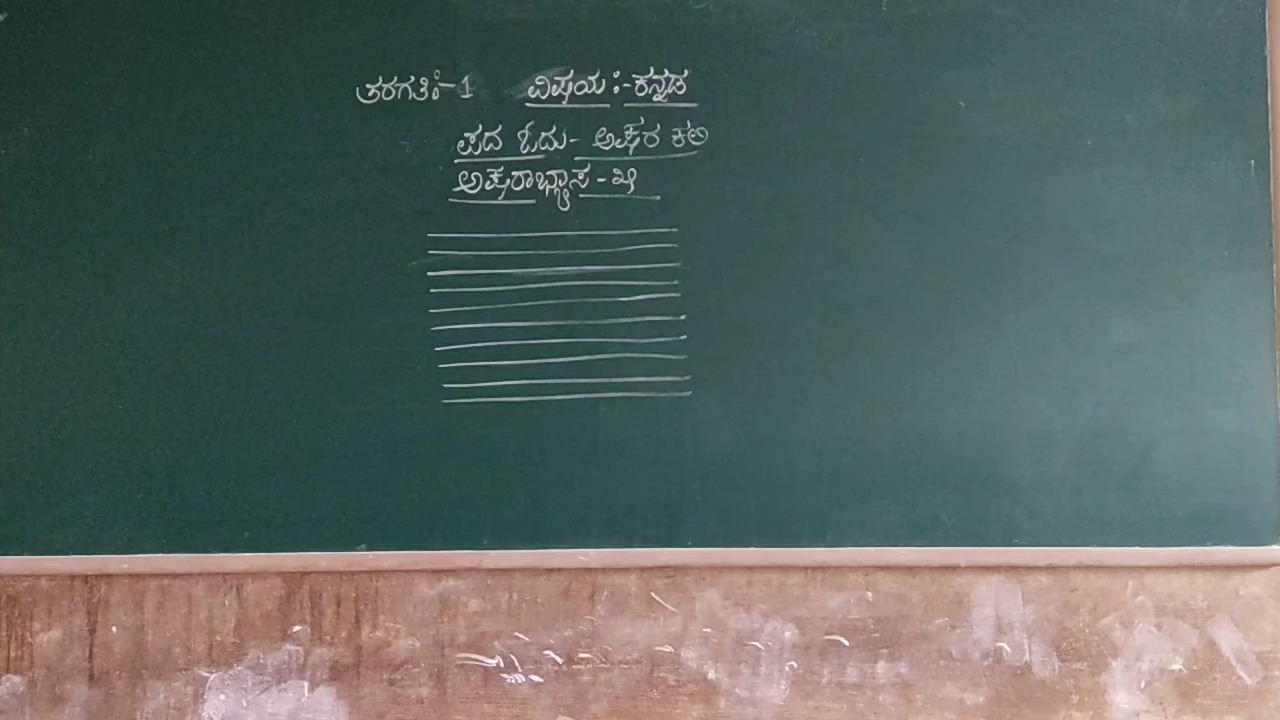 ತರಗತಿ:-1 ವಿಷಯ:-ಕನ್ನಡ
ಪದ ಓದು- ಅಕ್ಷರ ಕಲಿ
ಅಕ್ಷರಾಭ್ಯಾಸ-